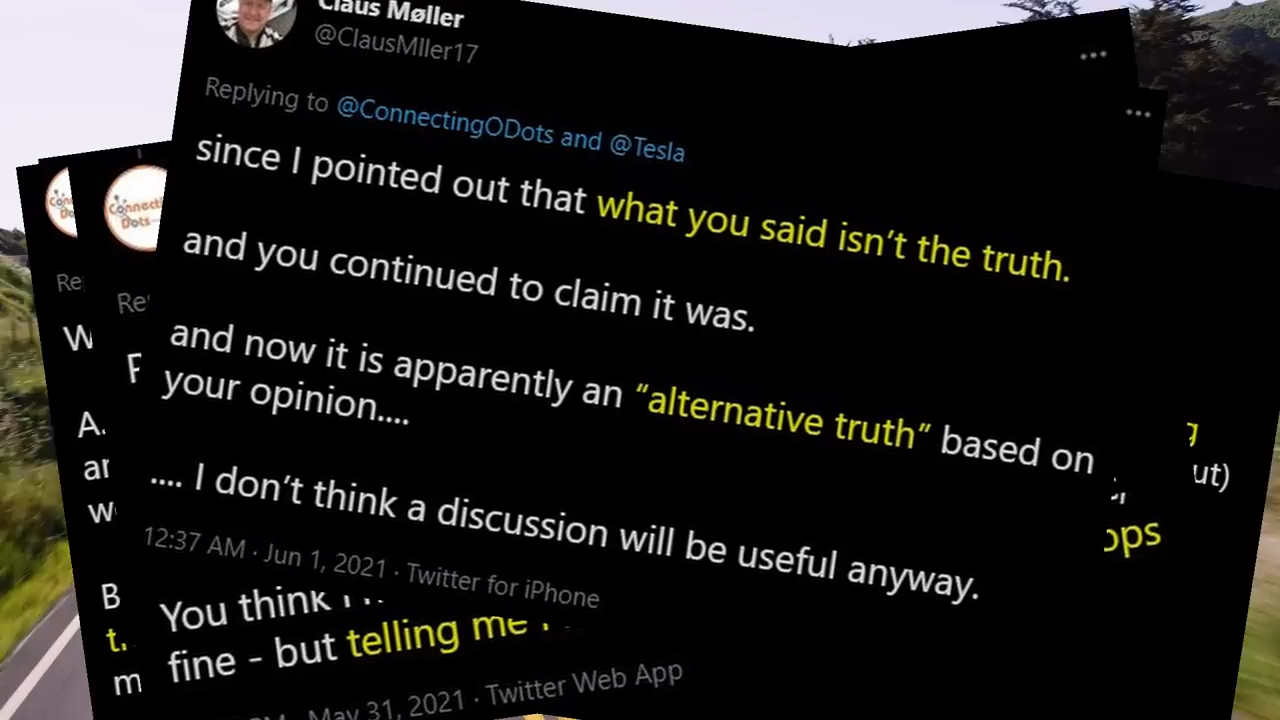 Claus Møller
@ClausMller17
Replying to @ConnectingODots and @Tesla
since I pointed out that what you said isn't the truth.
and you continued to claim it was.
and now it is apparently an “alternative truth” based on
your opinion....
.... I don't think a discussion will be useful anyway.
12:37 AM · Jun 1, 2021 · Twitter for iPhone
You think
fine - but telling me
May 31, 2021 · Twitter Web App